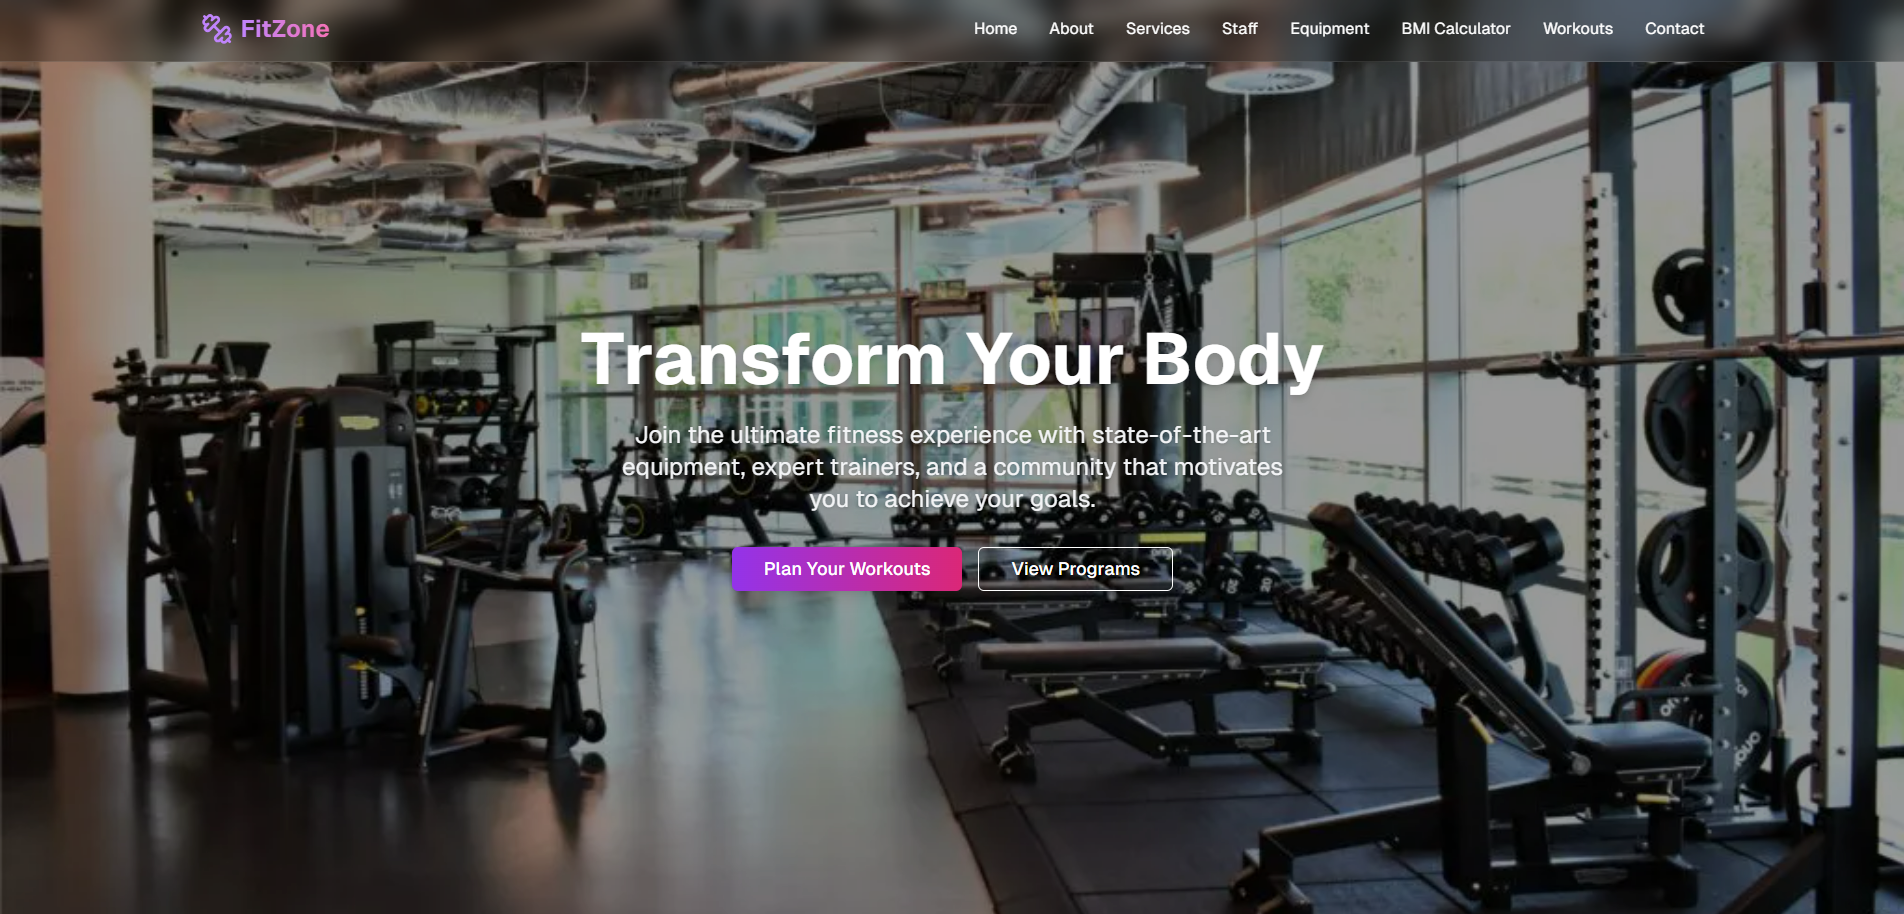 FitZone
Home About Services Staff Equipment BMI Calculator Workouts Contact
Transform Your Body
Join the ultimate fitness experience with state-of-the-art
equipment, expert trainers, and a community that motivates
you to achieve your goals.
Plan Your Workouts View Programs